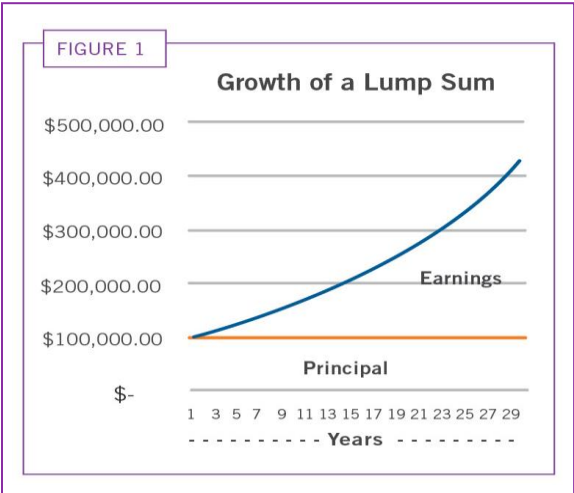 FIGURE 1
Growth of a Lump Sum
$500,000.00
$400,000.00
$300,000.00
$200,000.00
Earnings
$100,000.00
Principal
$-
1 3 5 7 9 11 13 15 17 19 21 23 25 27 29
- - - - - - - - - - Years - - - - - - - - -